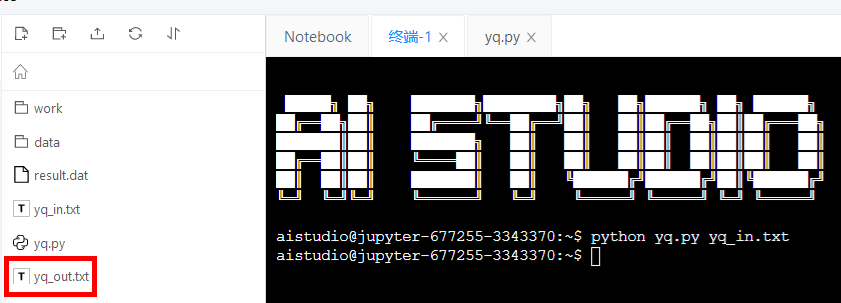 Notebook
终端-1
yq.py
work
data
result.dat
yq_in.txt
yq.py
yq_out.txt
AI STUDIO
aistudio@jupyter-677255-3343370:~$ python yq.py yq_in.txt
aistudio@jupyter-677255-3343370:~$